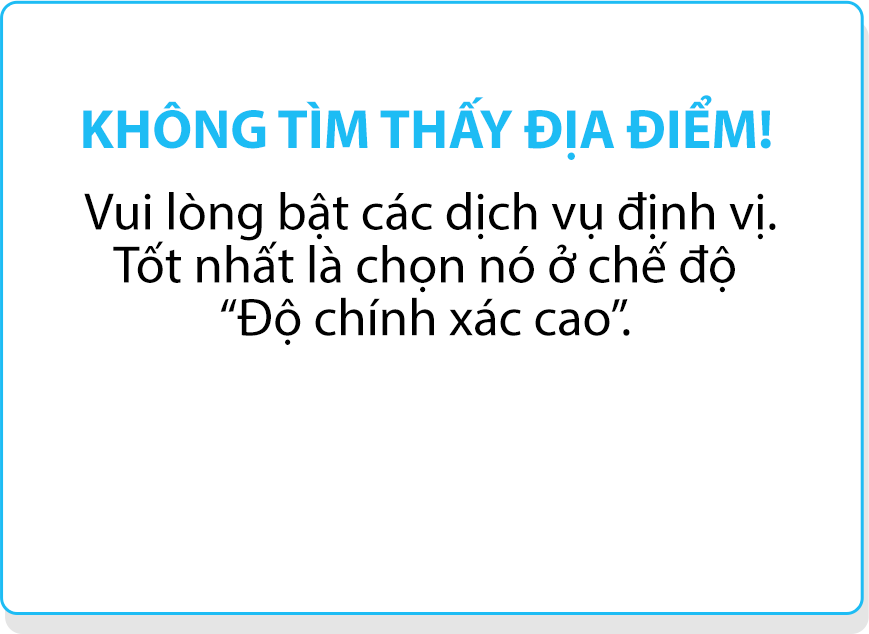 KHÔNG TÌM THẤY ĐỊA ĐIỂM!
Vui lòng bật các dịch vụ định vị.
Tốt nhất là chọn nó ở chế độ
“Độ chính xác cao”.